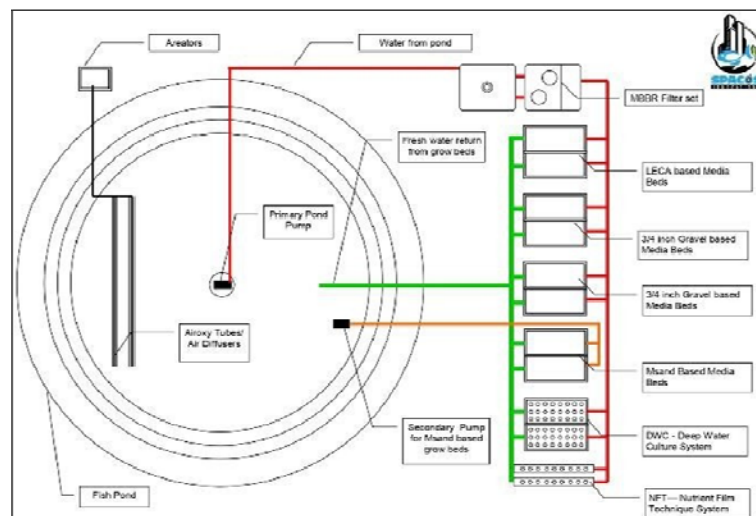 Areators
Water from pond
SPACOS
MBBR Filter set
Fresh water return
from grow beds
LECA based Media
Beds
Primary Pond
Pump
3/4 inch Gravel based
Media Beds
3/4 inch Gravel based
Media Beds
Airoxy Tubes/
Air Diffusers
Msand Based Media
Beds
Secondary Pump
for Msand based
grow beds
DWC - Deep Water
Culture System
Fish Pond
NFT— Nutrient Film
Technique System